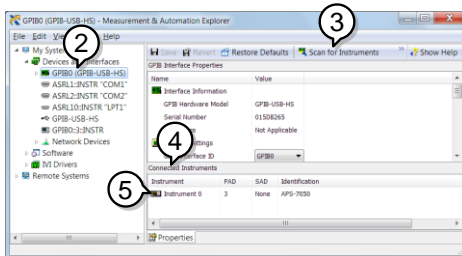 GPIB0 (GPIB-USB-HS) - Measurement & Automation Explorer
File Edit Help
3
Save Revert Restore Defaults Scan for Instruments » Show Help
2
My System
Devices and Interfaces
GPIB0 (GPIB-USB-HS)
ASRL1::INSTR "COM1"
ASRL2::INSTR "COM2"
ASRL10::INSTR "LPT1"
GPIB-USB-HS
GPIB0::3::INSTR
Network Devices
Software
IVI Drivers
Remote Systems
GPIB Interface Properties
Name Value
Interface Information
GPIB Hardware Model GPIB-USB-HS
Serial Number 015D8265
Not Applicable
4
Interface ID GPIB0
Connected Instruments
Instrument PAD SAD Identification
5
Instrument 0 3 None APS-7050
Properties